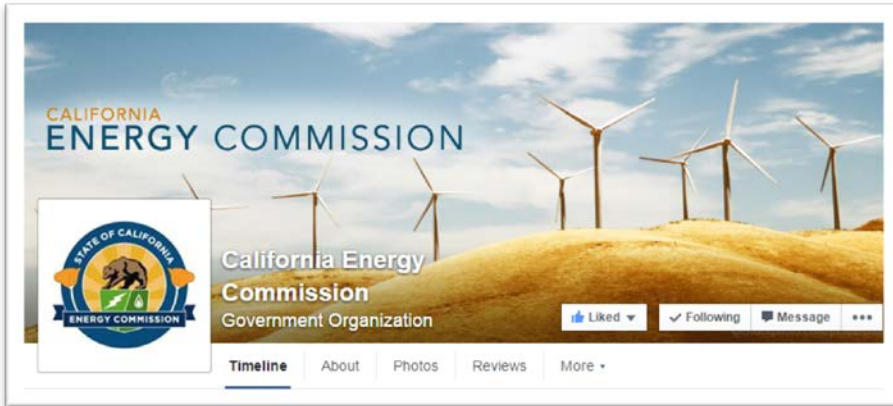 CALIFORNIA
ENERGY COMMISSION
STATE OF CALIFORNIA
ENERGY COMMISSION
California Energy
Commission
Government Organization
Liked
Following
Message
Timeline
About
Photos
Reviews
More